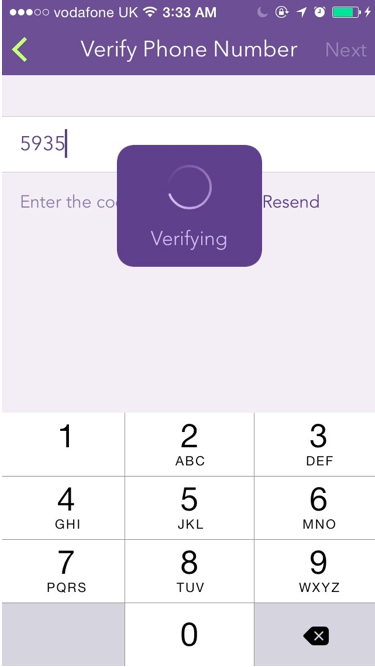 vodafone UK 3:33 AM
Verify Phone Number Next
5935
Enter the co Resend
Verifying
1 2 3
ABC DEF
4 5 6
GHI JKL MNO
7 8 9
PQRS TUV WXYZ
0